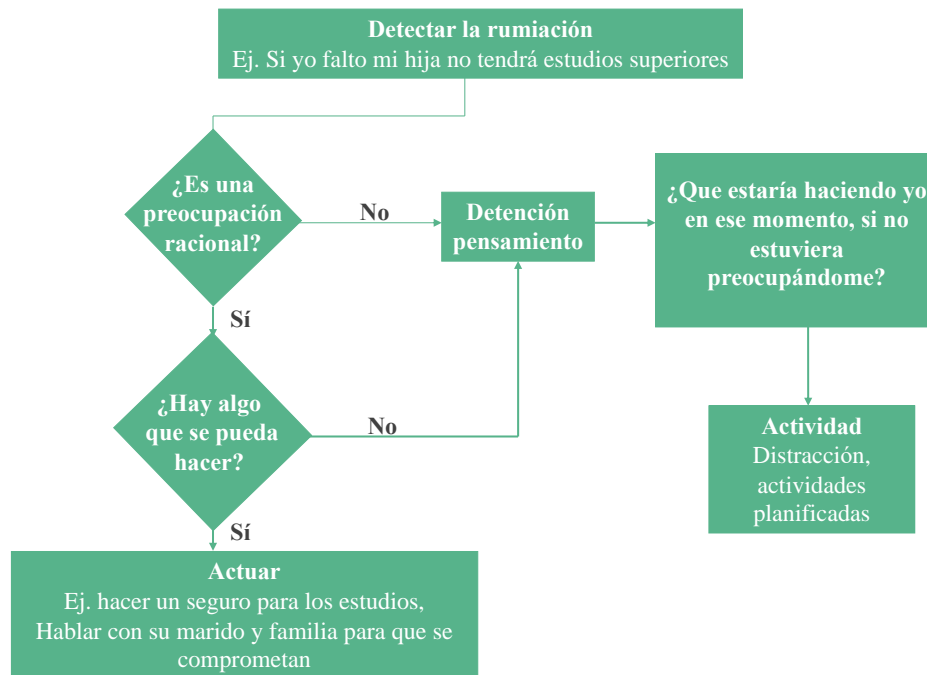 Detectar la rumiación
Ej. Si yo falto mi hija no tendrá estudios superiores
¿Es una
preocupación
racional?
No
Detención
pensamiento
¿Que estaría haciendo yo
en ese momento, si no
estuviera
preocupándome?
Sí
¿Hay algo
que se pueda
hacer?
No
Actividad
Distracción,
actividades
planificadas
Sí
Actuar
Ej. hacer un seguro para los estudios,
Hablar con su marido y familia para que se
comprometan